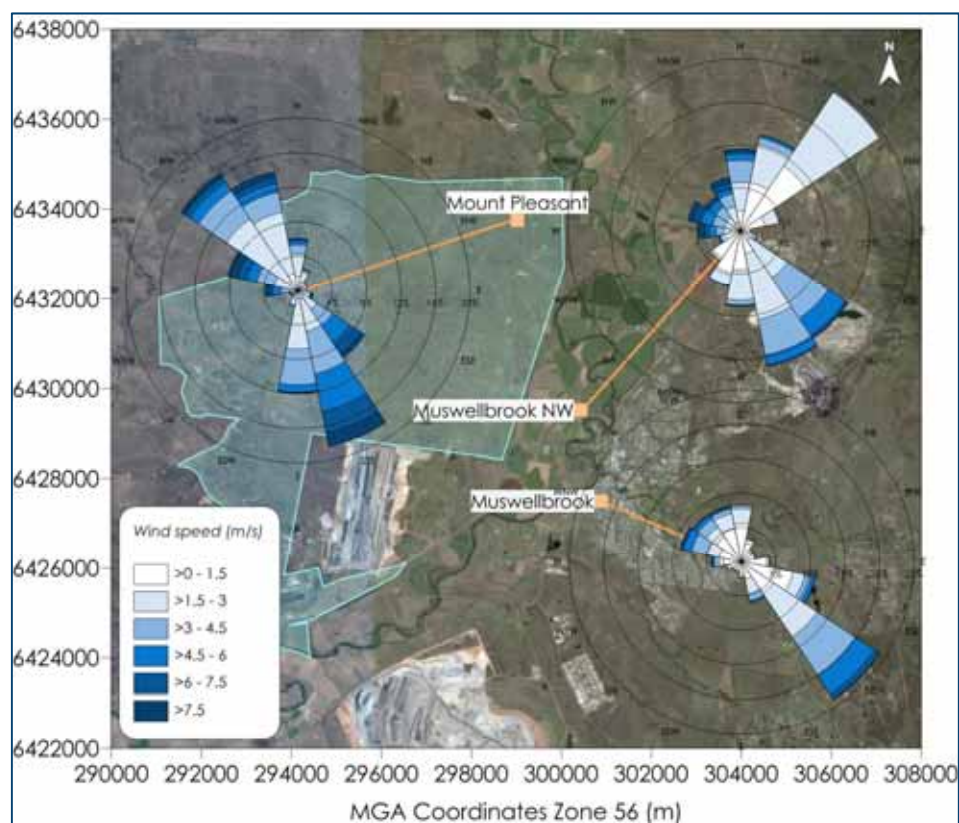 6438000
6436000
6434000
6432000
6430000
6428000
6426000
6424000
6422000
N
Mount Pleasant
Muswellbrook NW
Muswellbrook
Wind speed (m/s)
>0 - 1.5
>1.5 - 3
>3 - 4.5
>4.5 - 6
>6 - 7.5
>7.5
290000 292000 294000 296000 298000 300000 302000 304000 306000 308000
MGA Coordinates Zone 56 (m)